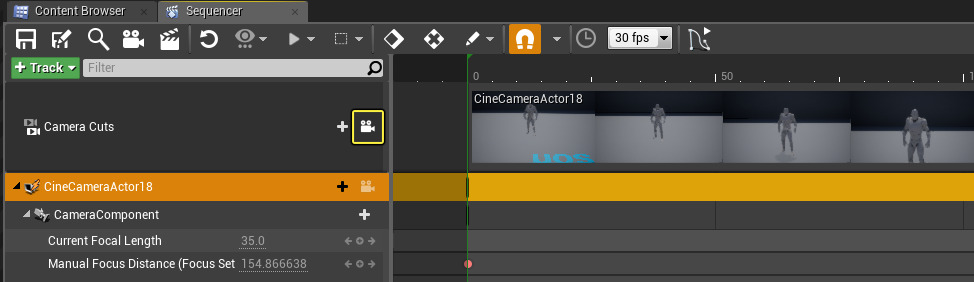 Content Browser
Sequencer
30 fps
Track
Filter
0
50
1
CineCameraActor18
Camera Cuts
CineCameraActor18
CameraComponent
Current Focal Length
35.0
Manual Focus Distance (Focus Set
154.866638